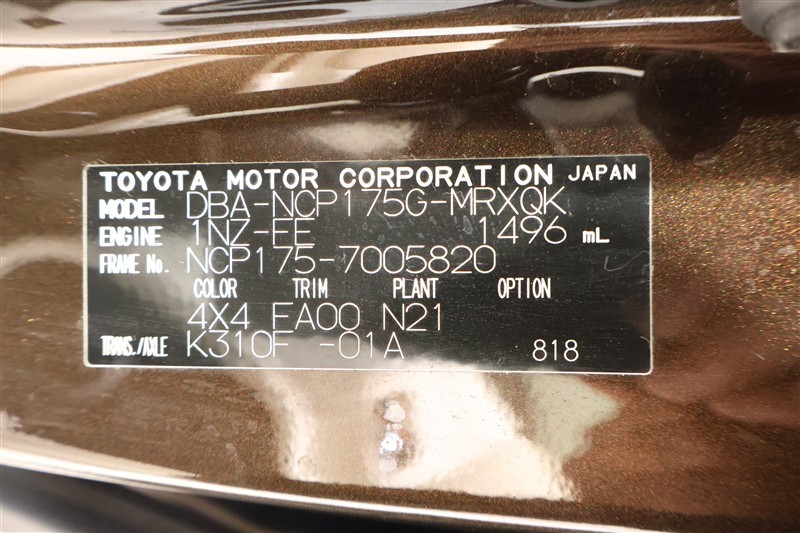 TOYOTA MOTOR CORPORATION JAPAN
MODEL DBA-NCP175G-MRXQK
ENGINE 1NZ-FE 1496 mL
FRAME No. NCP175-7005820
COLOR TRIM PLANT OPTION
4X4 FA00 N21
TRANS./AXLE K310F -01A 818